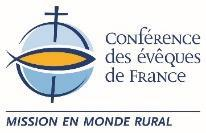 Conférence
des évêques
de France
MISSION EN MONDE RURAL